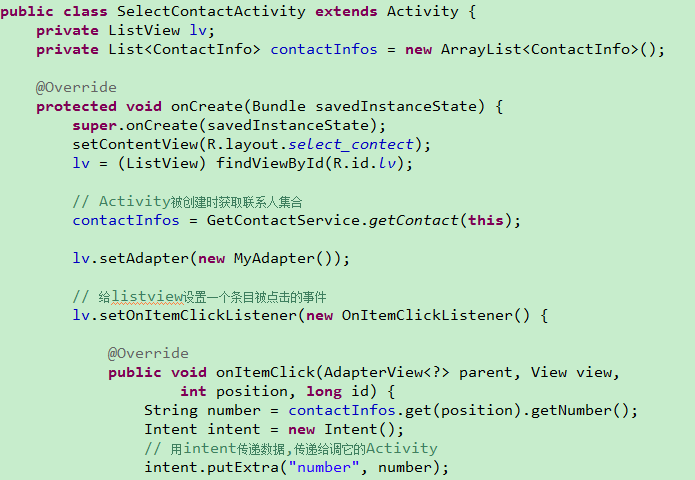 public class SelectContactActivity extends Activity {
    private ListView lv;
    private List<ContactInfo> contactInfos = new ArrayList<ContactInfo>();

    @Override
    protected void onCreate(Bundle savedInstanceState) {
        super.onCreate(savedInstanceState);
        setContentView(R.layout.select_contect);
        lv = (ListView) findViewById(R.id.lv);

        // Activity被创建时获取联系人集合
        contactInfos = GetContactService.getContact(this);

        lv.setAdapter(new MyAdapter());

        // 给listview设置一个条目被点击的事件
        lv.setOnItemClickListener(new OnItemClickListener() {

            @Override
            public void onItemClick(AdapterView<?> parent, View view,
                    int position, long id) {
                String number = contactInfos.get(position).getNumber();
                Intent intent = new Intent();
                // 用intent传递数据,传递给调它的Activity
                intent.putExtra("number", number);